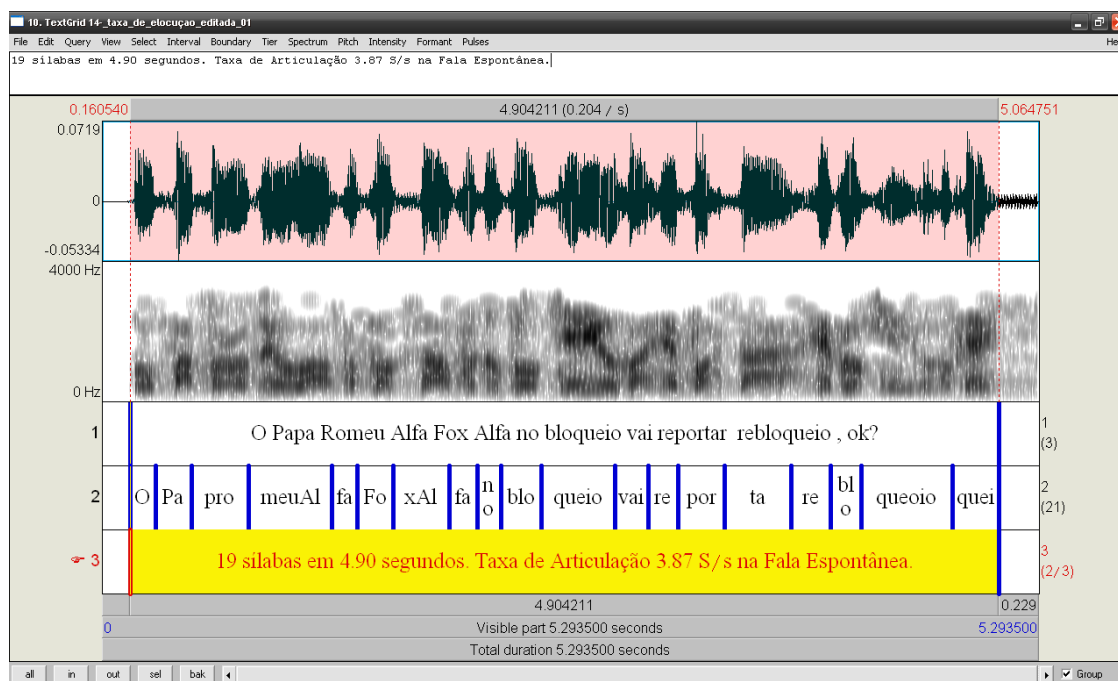 10. TextGrid 14-_taxa_de_elocuçao_editada_01
File Edit Query View Select Interval Boundary Tier Spectrum Pitch Intensity Formant Pulses He
19 sílabas em 4.90 segundos. Taxa de Articulação 3.87 S/s na Fala Espontânea.
0.160540 4.904211 (0.204 / s) 5.064751
0.0719
0
-0.05334
4000 Hz
0 Hz
1 O Papa Romeu Alfa Fox Alfa no bloqueio vai reportar rebloqueio , ok? 1
(3)
2 O Pa pro meuAl fa Fo xAl fa no blo queio vai re por ta re blo queoio quei 2
(21)
3 19 sílabas em 4.90 segundos. Taxa de Articulação 3.87 S/s na Fala Espontânea. 3
(2/3)
4.904211 0.229
0 Visible part 5.293500 seconds 5.293500
Total duration 5.293500 seconds
all in out sel bak Group